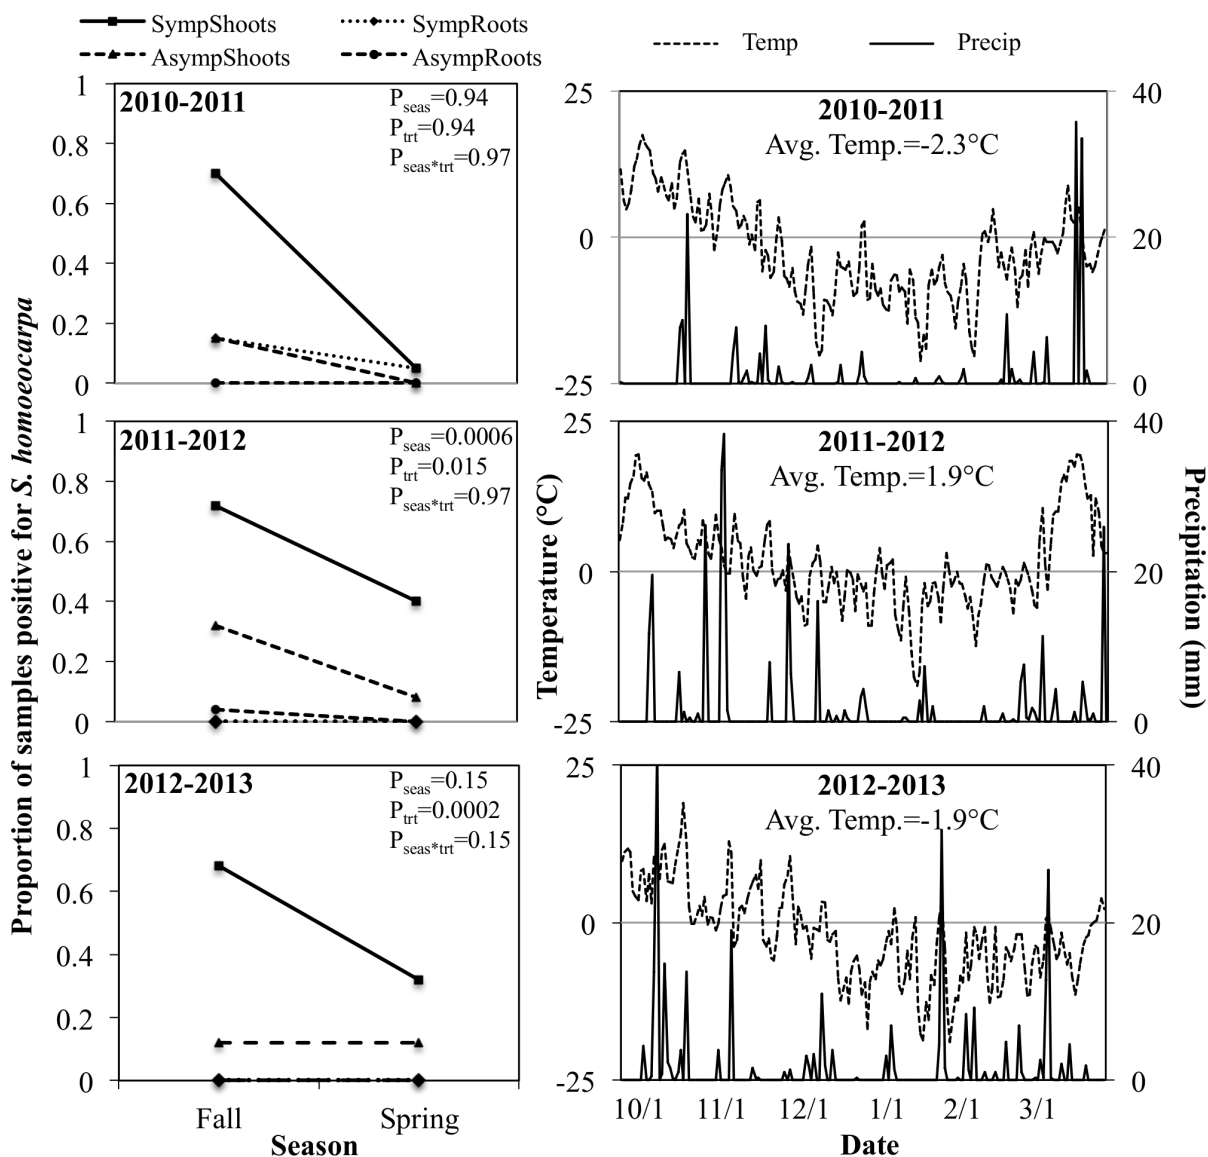 SympShoots SympRoots
AsympShoots AsympRoots
Temp Precip
Proportion of samples positive for S. homoeocarpa
2010-2011
Pseas=0.94
Ptrt=0.94
Pseas*trt=0.97
1
0.8
0.6
0.4
0.2
0
2011-2012
Pseas=0.0006
Ptrt=0.015
Pseas*trt=0.97
1
0.8
0.6
0.4
0.2
0
2012-2013
Pseas=0.15
Ptrt=0.0002
Pseas*trt=0.15
1
0.8
0.6
0.4
0.2
0
Fall Spring
Season
Temperature (°C)
2010-2011
Avg. Temp.=-2.3°C
25 40
0 20
-25 0
2011-2012
Avg. Temp.=1.9°C
25 40
0 20
-25 0
2012-2013
Avg. Temp.=-1.9°C
25 40
0 20
-25 0
10/1 11/1 12/1 1/1 2/1 3/1
Date
Precipitation (mm)